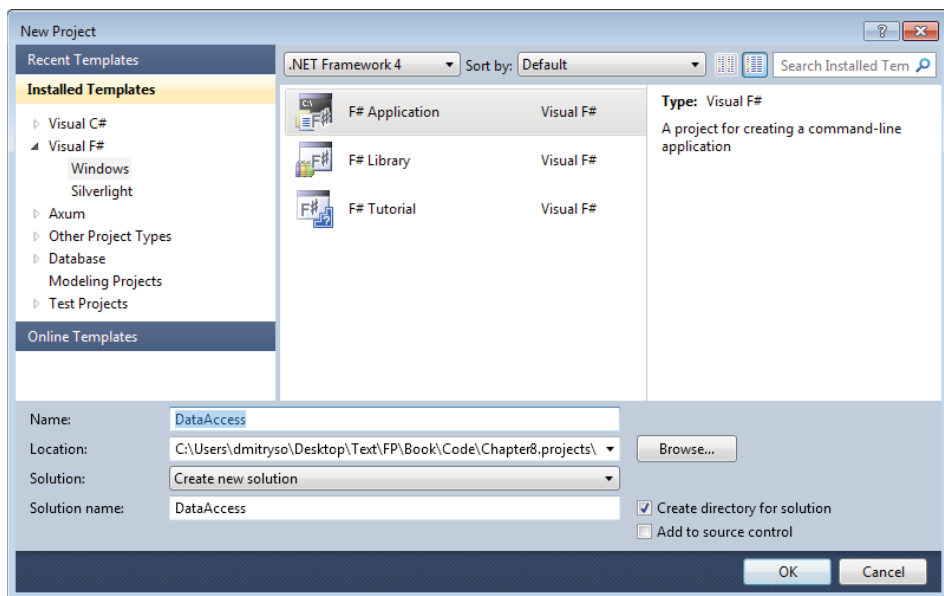 New Project
Recent Templates
Installed Templates
Visual C#
Visual F#
Windows
Silverlight
Axum
Other Project Types
Database
Modeling Projects
Test Projects
Online Templates
.NET Framework 4 Sort by: Default Search Installed Tem
C:\ F# F# Application Visual F#
F# F# Library Visual F#
F# F# Tutorial Visual F#
Type: Visual F#
A project for creating a command-line
application
Name: DataAccess
Location: C:\Users\dmitryso\Desktop\Text\FP\Book\Code\Chapter8.projects\ Browse...
Solution: Create new solution
Solution name: DataAccess
Create directory for solution
Add to source control
OK Cancel